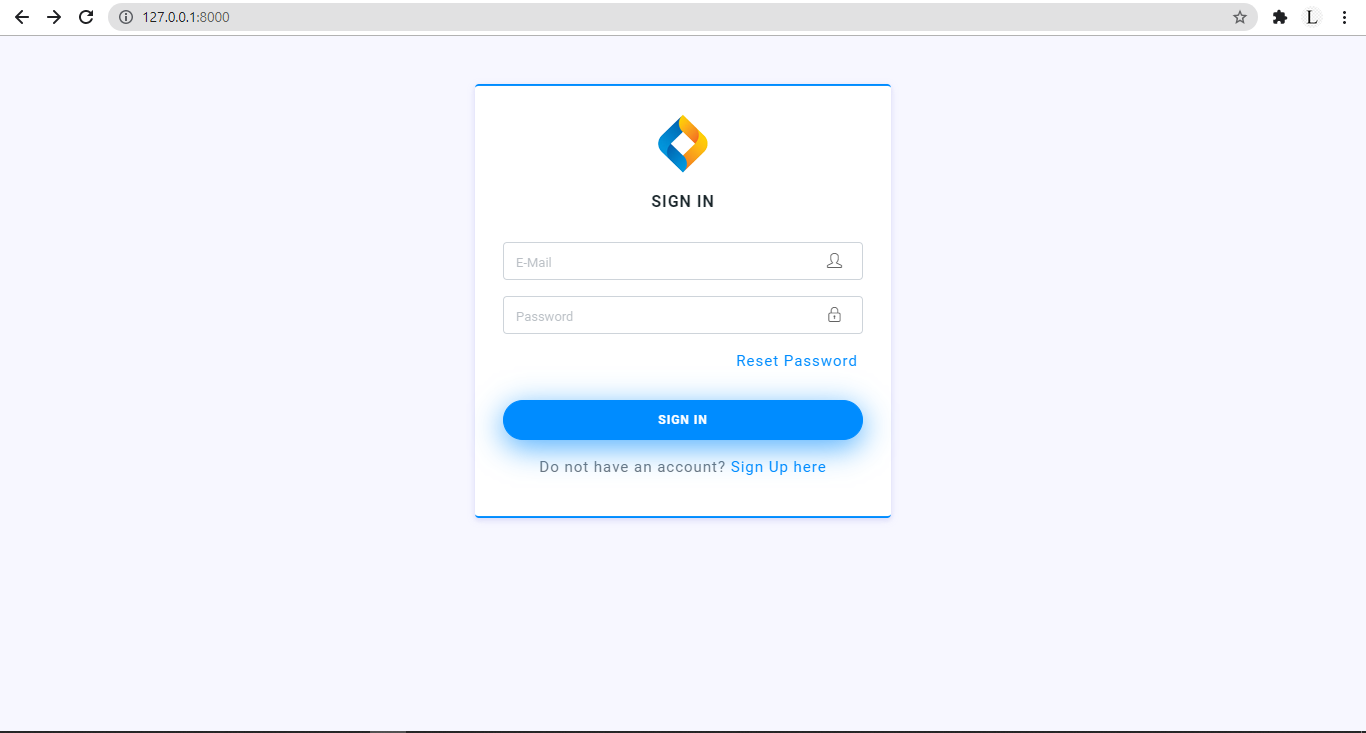 127.0.0.1:8000
L
SIGN IN
E-Mail
Password
Reset Password
SIGN IN
Do not have an account? Sign Up here